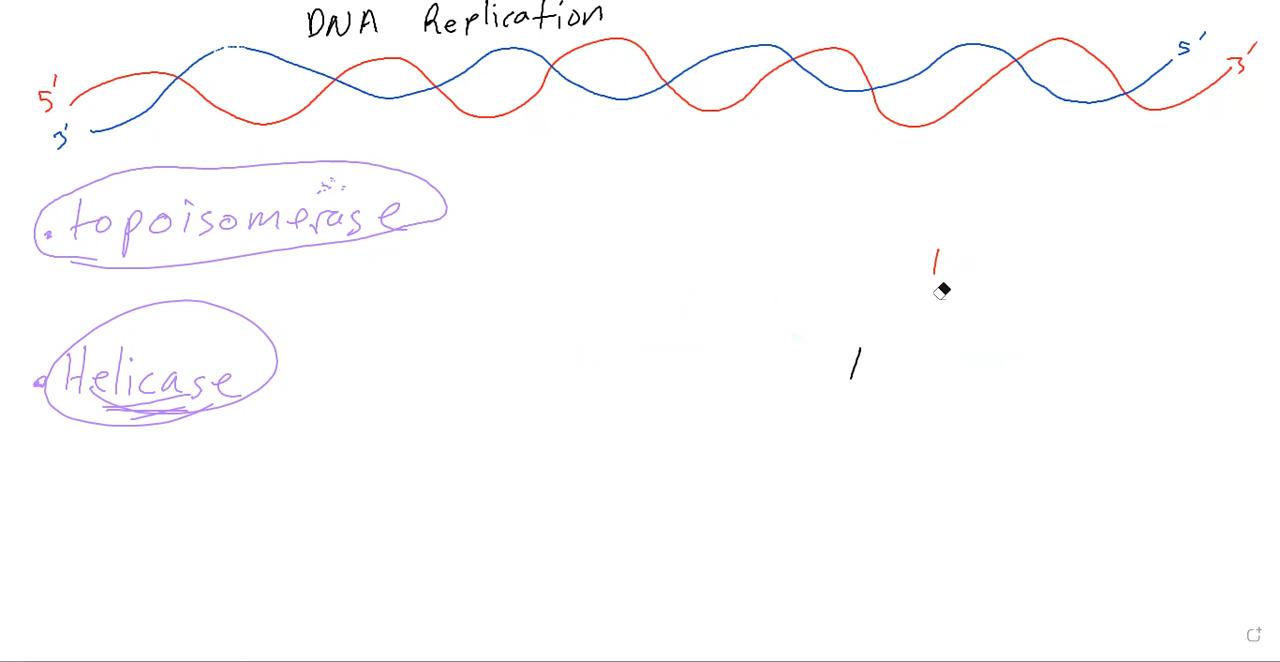 DNA Replication
5'
3'
5'
3'
. topoisomerase
. Helicase